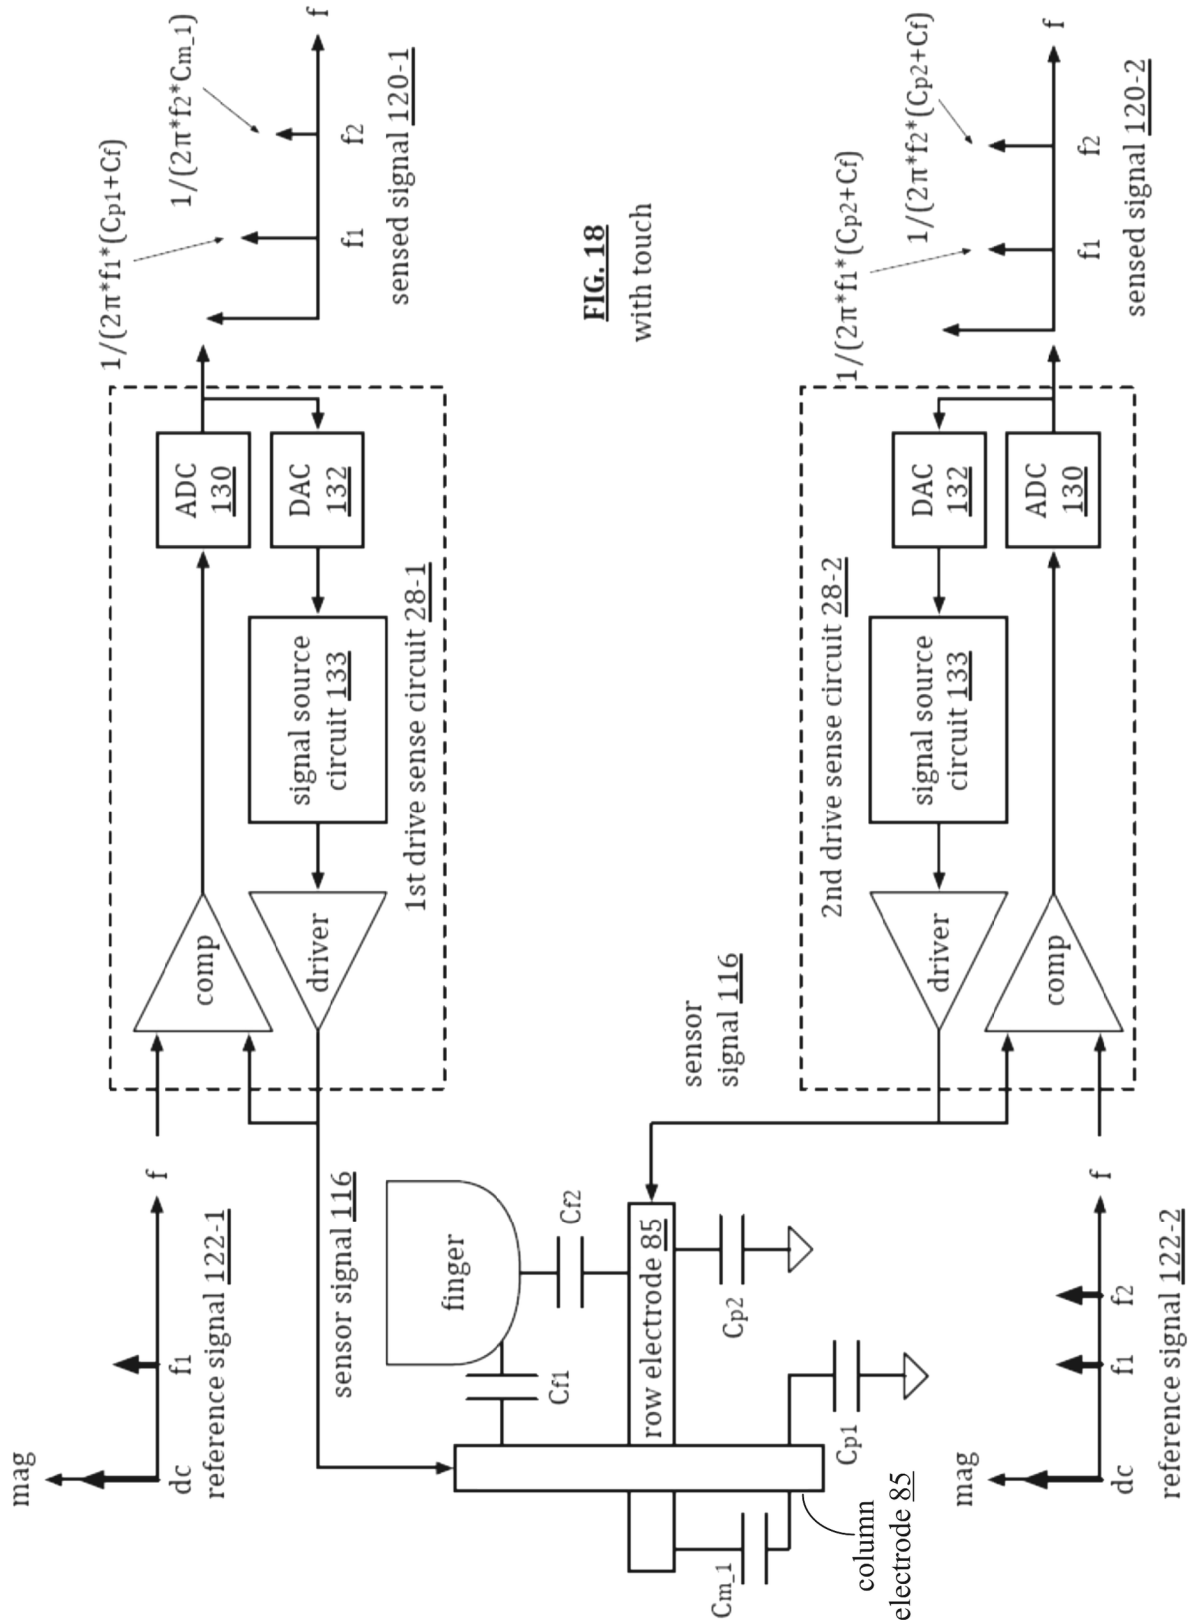 mag
dc
f1
f
reference signal 122-1
1/(2π*f1*(Cp1+Cf)
1/(2π*f2*Cm_1)
f1
f2
f
sensed signal 120-1
comp
ADC
130
DAC
132
signal source
circuit 133
driver
1st drive sense circuit 28-1
sensor signal 116
finger
Cf1
Cf2
row electrode 85
Cp2
Cp1
Cm_1
column
electrode 85
FIG. 18
with touch
sensor
signal 116
2nd drive sense circuit 28-2
driver
signal source
circuit 133
DAC
132
comp
ADC
130
1/(2π*f1*(Cp2+Cf)
1/(2π*f2*(Cp2+Cf)
f1
f2
f
sensed signal 120-2
mag
dc
f1
f2
f
reference signal 122-2